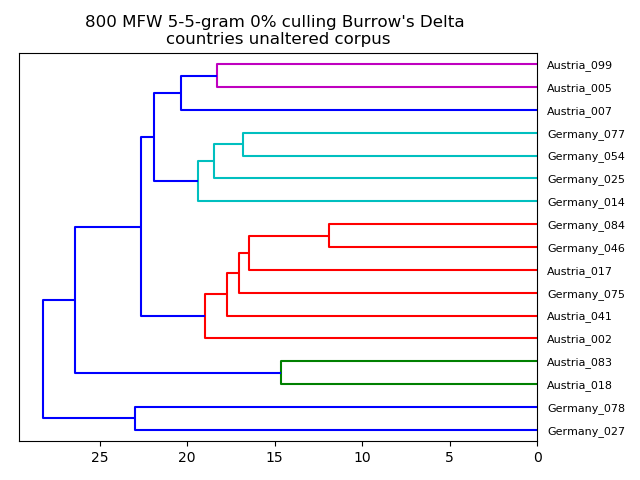 800 MFW 5-5-gram 0% culling Burrow's Delta
countries unaltered corpus
Austria_099
Austria_005
Austria_007
Germany_077
Germany_054
Germany_025
Germany_014
Germany_084
Germany_046
Austria_017
Germany_075
Austria_041
Austria_002
Austria_083
Austria_018
Germany_078
Germany_027
25 20 15 10 5 0